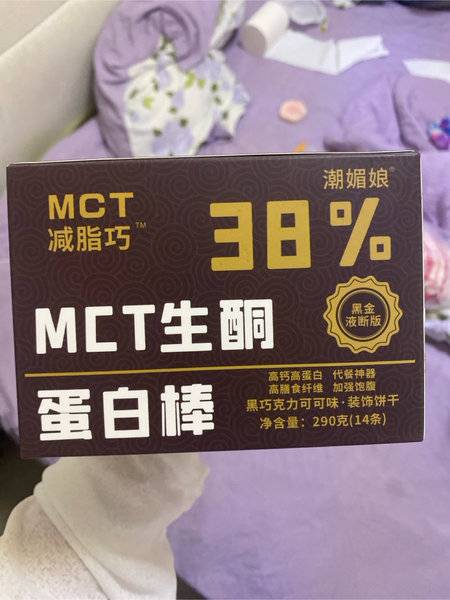 潮媚娘®
MCT
减脂巧™
38%
MCT生酮
蛋白棒
黑金
液断版
高钙高蛋白 代餐神器
高膳食纤维 加强饱腹
黑巧克力可可味·装饰饼干
净含量：290克(14条)